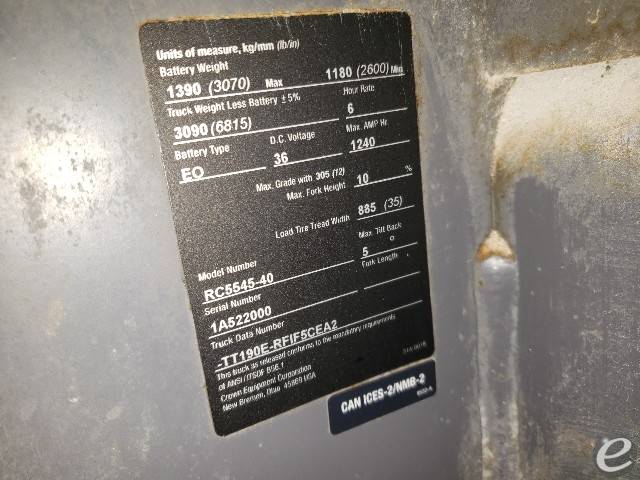 Units of measure, kg/mm (lb/in)
Battery Weight
1390 (3070) Max 1180 (2600) Min
Truck Weight Less Battery ± 5% Hour Rate
3090 (6815) 6
Battery Type D.C. Voltage Max. AMP Hr.
EO 36 1240
Max. Grade with 305 (12) %
Max. Fork Height 10
Load Tire Tread Width 885 (35)
Max. Tilt Back
Model Number 5 °
RC5545-40 Fork Length
Serial Number
1A522000
Truck Data Number
-TT190E-RFIF5CEA2
This truck as released conforms to the mandatory requirements
of ANSI / ITSDF B56.1
Crown Equipment Corporation
New Bremen, Ohio 45869 USA
CAN ICES-2/NMB-2
e